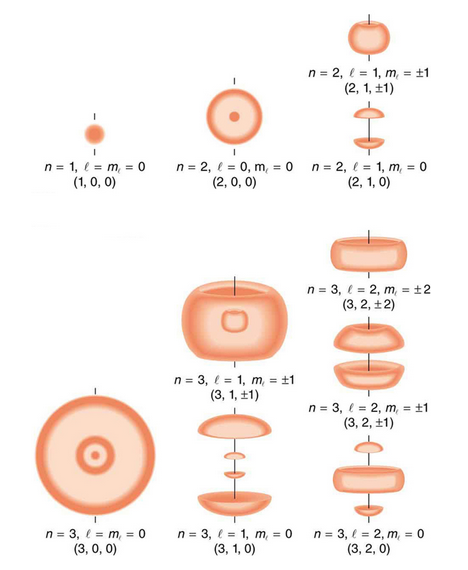 n = 2, ℓ = 1, mℓ = ±1
(2, 1, ±1)
n = 1, ℓ = mℓ = 0
(1, 0, 0)
n = 2, ℓ = 0, mℓ = 0
(2, 0, 0)
n = 2, ℓ = 1, mℓ = 0
(2, 1, 0)
n = 3, ℓ = 2, mℓ = ±2
(3, 2, ±2)
n = 3, ℓ = 1, mℓ = ±1
(3, 1, ±1)
n = 3, ℓ = 2, mℓ = ±1
(3, 2, ±1)
n = 3, ℓ = mℓ = 0
(3, 0, 0)
n = 3, ℓ = 1, mℓ = 0
(3, 1, 0)
n = 3, ℓ = 2, mℓ = 0
(3, 2, 0)